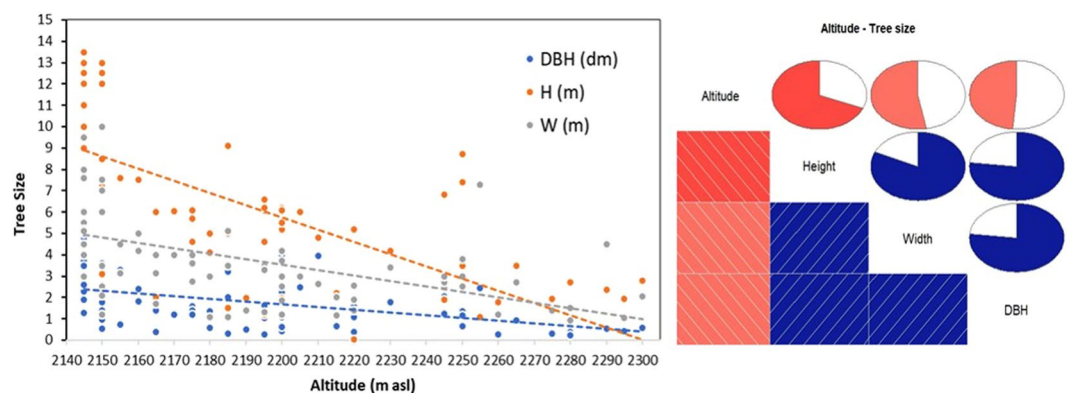 15
14
13
12
11
10
9
8
7
6
5
4
3
2
1
0
Tree Size
DBH (dm)
H (m)
W (m)
2140 2150 2160 2170 2180 2190 2200 2210 2220 2230 2240 2250 2260 2270 2280 2290 2300
Altitude (m asl)
Altitude - Tree size
Altitude
Height
Width
DBH